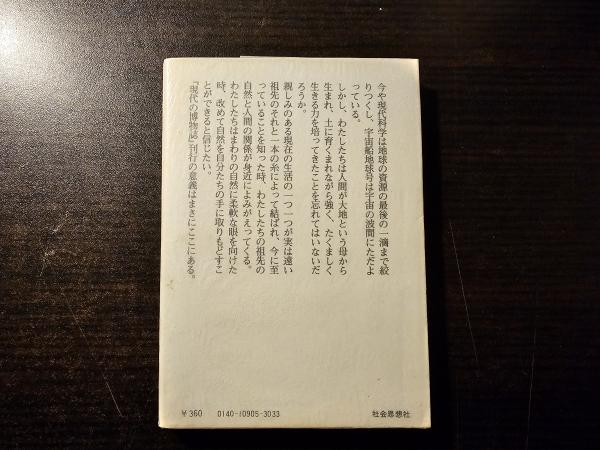 今や現代科学は地球の資源の最後の一滴まで絞
りつくし、宇宙船地球号は宇宙の波間にただよ
っている。
しかし、わたしたちは人間が大地という母から
生まれ、土に育くまれながら強く、たくましく
生きる力を培ってきたことを忘れてはいないだ
ろうか。
親しみのある現在の生活の一つ一つが実は遠い
祖先のそれと一本の糸によって結ばれ、今に至
っていることを知った時、わたしたちの祖先の
自然と人間の関係が身近によみがえってくる。
わたしたちはまわりの自然に柔軟な眼を向けた
時、改めて自然を自分たちの手に取りもどすこ
とができると信じたい。
『現代の博物誌』刊行の意義はまさにここにある。
￥360 0140-10905-3033 社会思想社